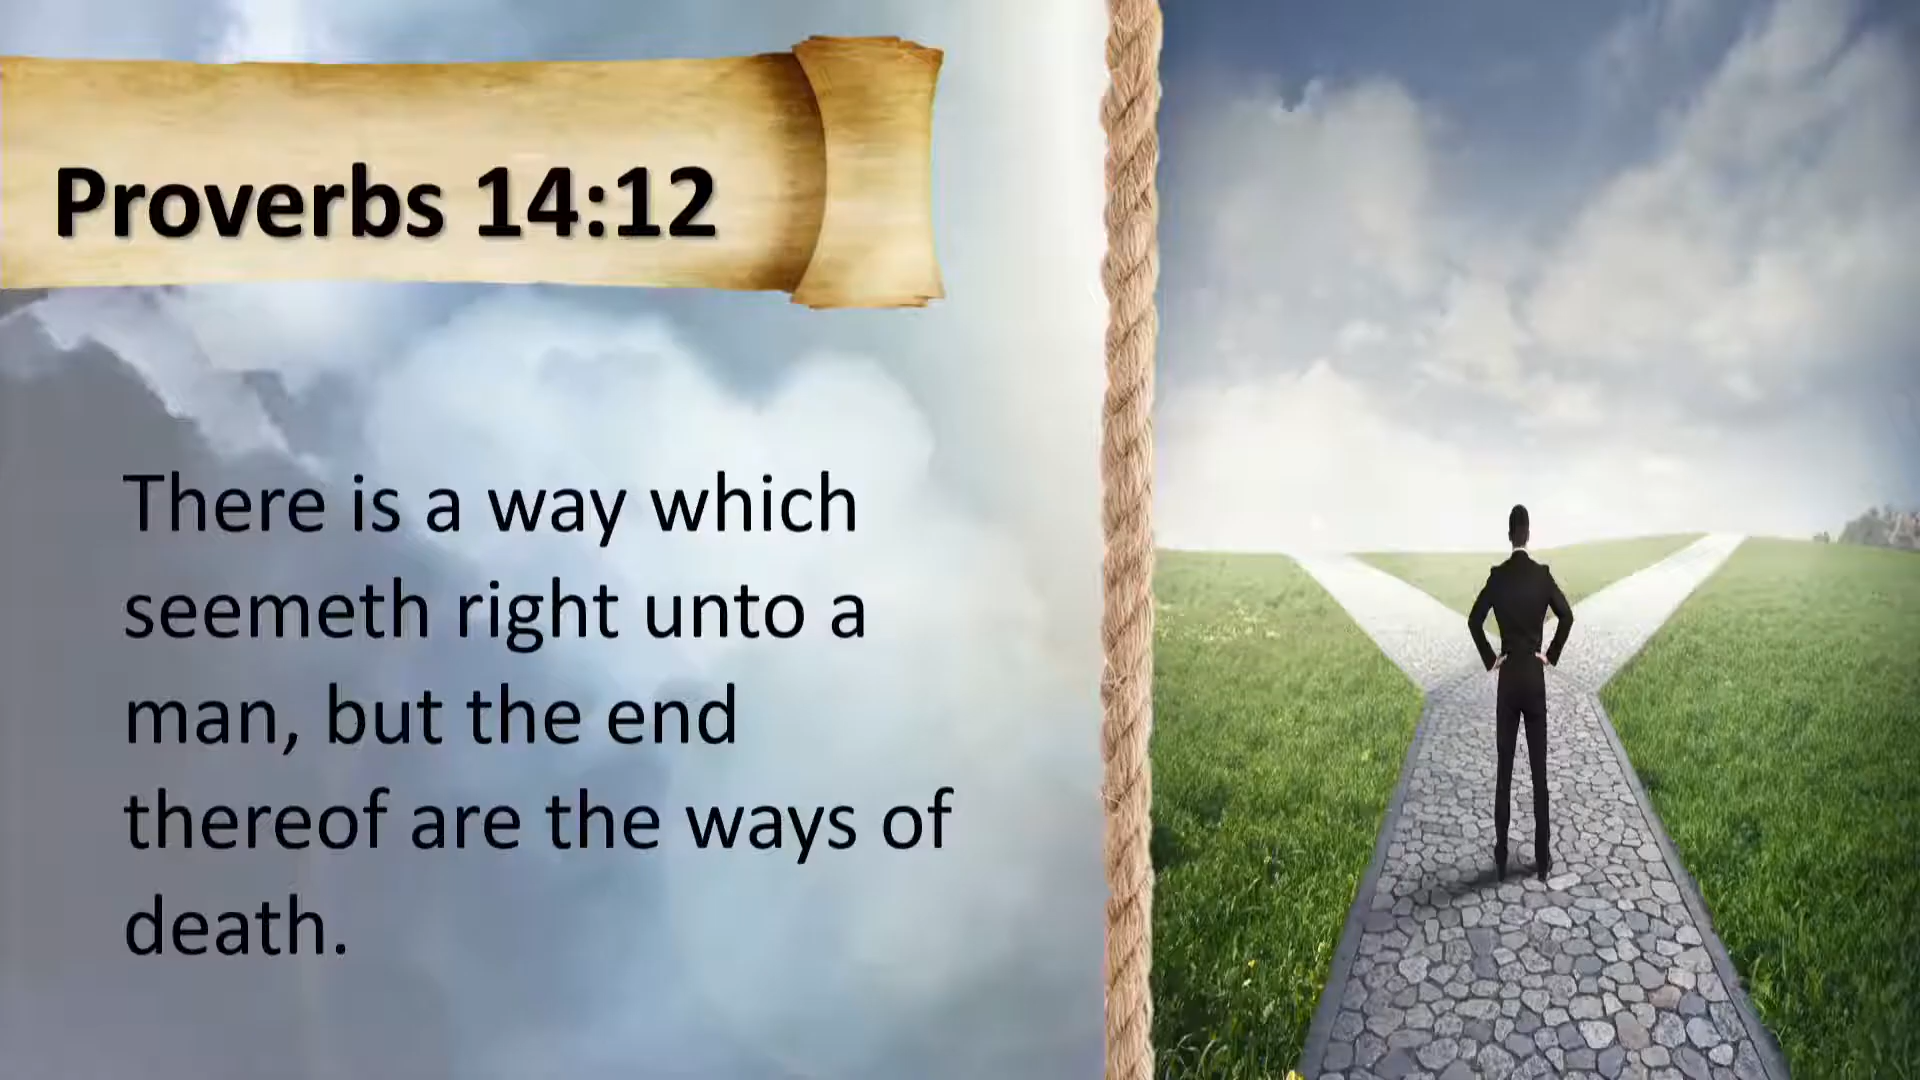 Proverbs 14:12
There is a way which
seemeth right unto a
man, but the end
thereof are the ways of
death.